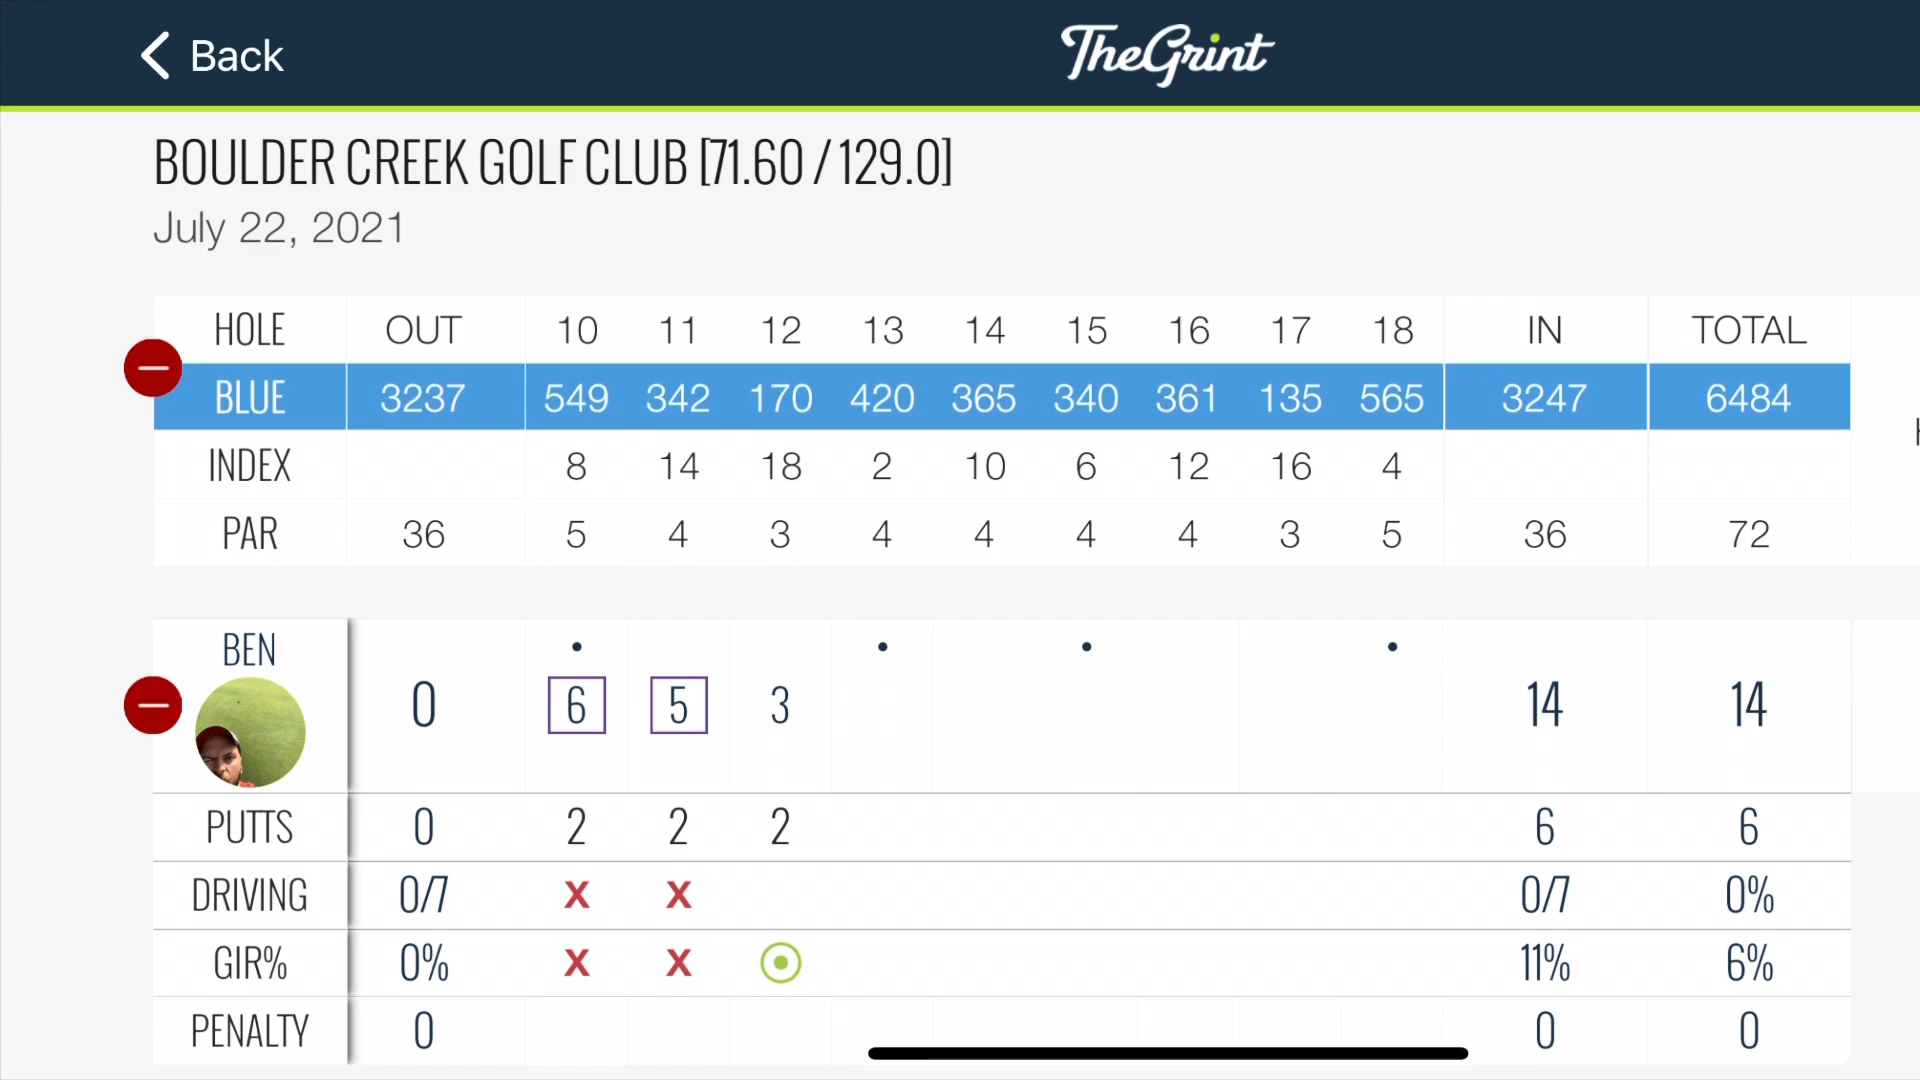 Back
TheGrint
BOULDER CREEK GOLF CLUB [71.60 / 129.0]
July 22, 2021
HOLE OUT 10 11 12 13 14 15 16 17 18 IN TOTAL
BLUE 3237 549 342 170 420 365 340 361 135 565 3247 6484
INDEX 8 14 18 2 10 6 12 16 4
PAR 36 5 4 3 4 4 4 4 3 5 36 72
BEN 0 6 5 3 14 14
PUTTS 0 2 2 2 6 6
DRIVING 0/7 X X 0/7 0%
GIR% 0% X X 11% 6%
PENALTY 0 0 0